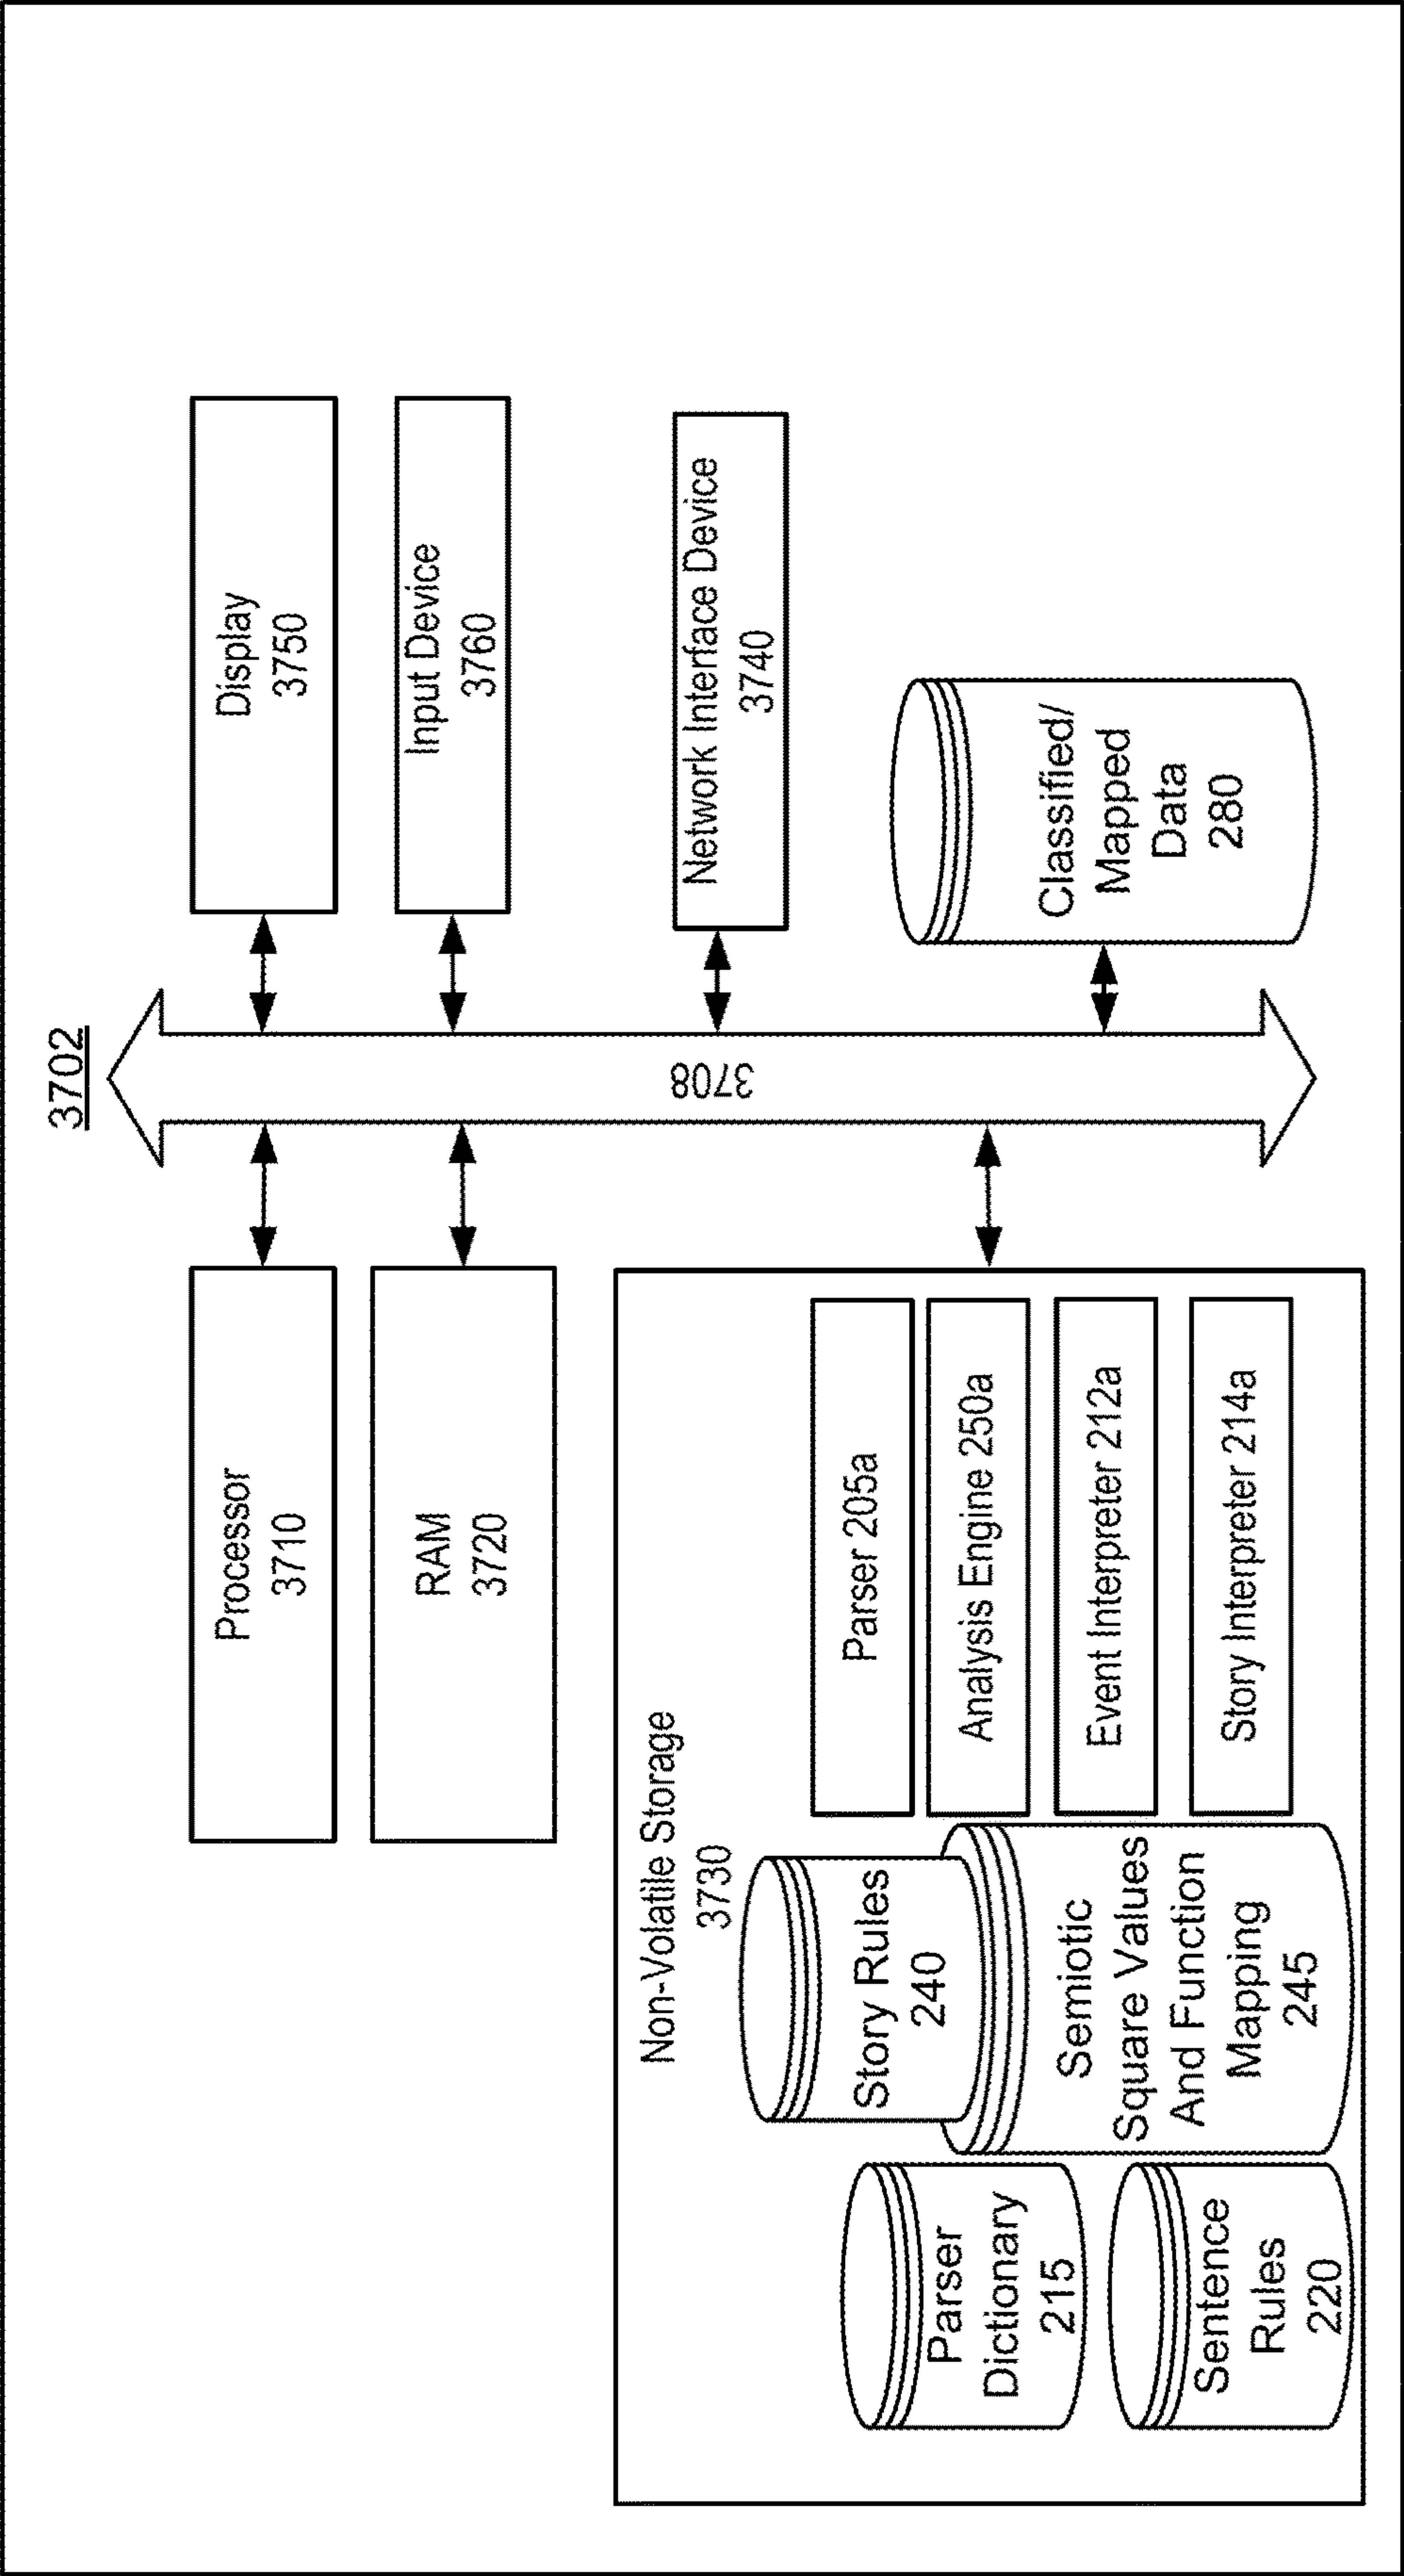 3702
Processor
3710
RAM
3720
Non-Volatile Storage
3730
Story Rules
240
Semiotic
Square Values
And Function
Mapping
245
Parser
Dictionary
215
Sentence
Rules
220
Parser 205a
Analysis Engine 250a
Event Interpreter 212a
Story Interpreter 214a
3708
Display
3750
Input Device
3760
Network Interface Device
3740
Classified/
Mapped
Data
280